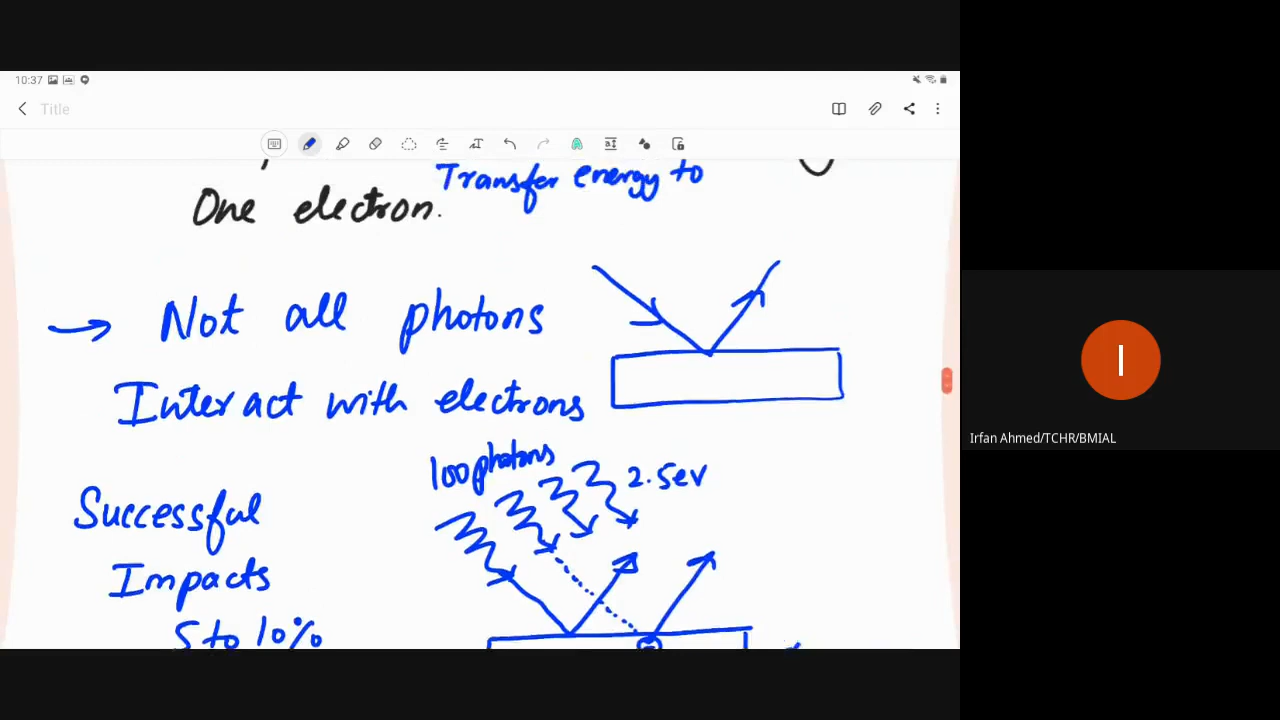 10:37
Title
Transfer energy to
One electron.
→ Not all photons
Interact with electrons
100 photons
2.5eV
Successful
Impacts
5 to 10%
I
Irfan Ahmed/TCHR/BMIAL